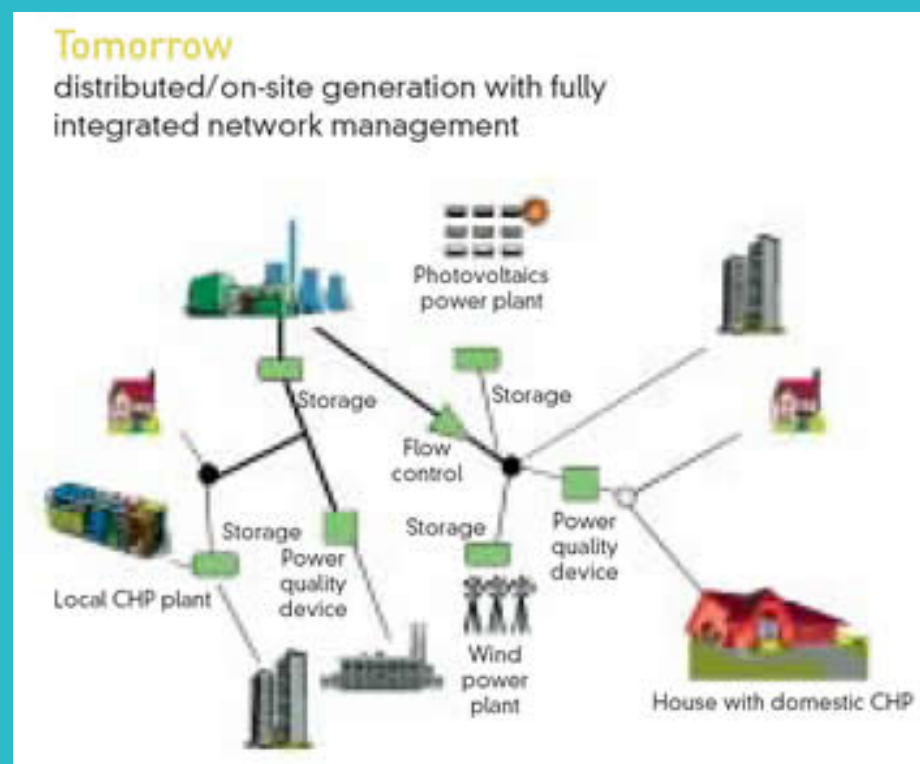 Tomorrow
distributed/on-site generation with fully
integrated network management
Photovoltaics
power plant
Storage
Storage
Flow
control
Storage
Storage
Power
quality
device
Power
quality
device
Local CHP plant
Wind
power
plant
House with domestic CHP